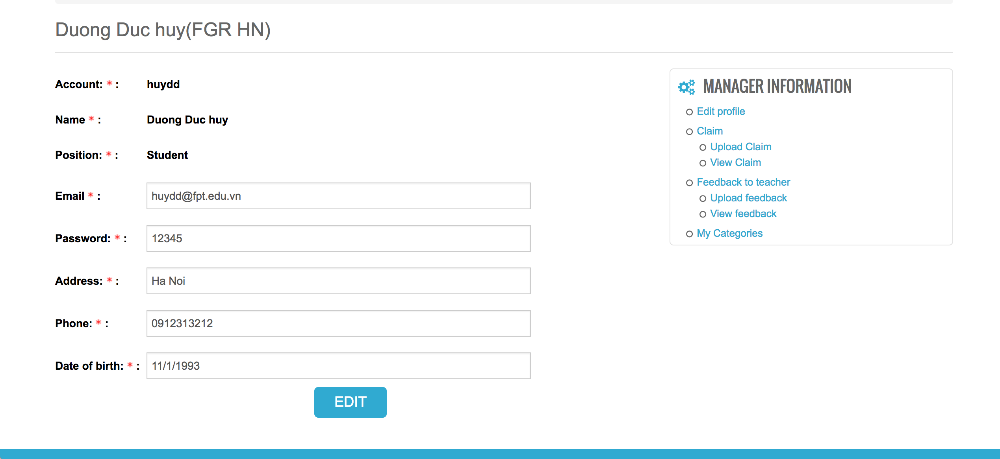 Duong Duc huy(FGR HN)
Account: * : huydd
Name * : Duong Duc huy
Position: * : Student
Email * : huydd@fpt.edu.vn
Password: * : 12345
Address: * : Ha Noi
Phone: * : 0912313212
Date of birth: * : 11/1/1993
EDIT
MANAGER INFORMATION
Edit profile
Claim
Upload Claim
View Claim
Feedback to teacher
Upload feedback
View feedback
My Categories